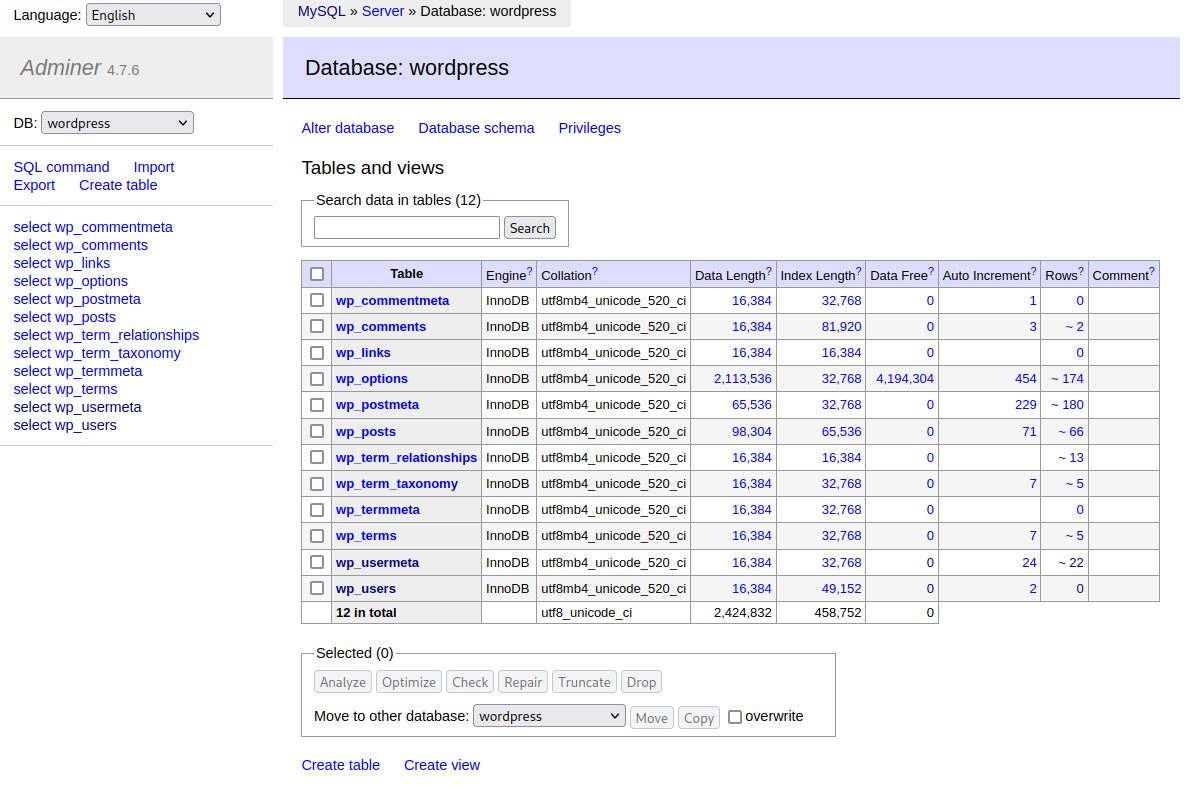 Language: English
MySQL » Server » Database: wordpress
Adminer 4.7.6
Database: wordpress
DB: wordpress
SQL command Import
Export Create table
select wp_commentmeta
select wp_comments
select wp_links
select wp_options
select wp_postmeta
select wp_posts
select wp_term_relationships
select wp_term_taxonomy
select wp_termmeta
select wp_terms
select wp_usermeta
select wp_users
Alter database Database schema Privileges
Tables and views
Search data in tables (12)
Search
Table Engine? Collation? Data Length? Index Length? Data Free? Auto Increment? Rows? Comment?
wp_commentmeta InnoDB utf8mb4_unicode_520_ci 16,384 32,768 0 1 0
wp_comments InnoDB utf8mb4_unicode_520_ci 16,384 81,920 0 3 ~ 2
wp_links InnoDB utf8mb4_unicode_520_ci 16,384 16,384 0 0
wp_options InnoDB utf8mb4_unicode_520_ci 2,113,536 32,768 4,194,304 454 ~ 174
wp_postmeta InnoDB utf8mb4_unicode_520_ci 65,536 32,768 0 229 ~ 180
wp_posts InnoDB utf8mb4_unicode_520_ci 98,304 65,536 0 71 ~ 66
wp_term_relationships InnoDB utf8mb4_unicode_520_ci 16,384 16,384 0 ~ 13
wp_term_taxonomy InnoDB utf8mb4_unicode_520_ci 16,384 32,768 0 7 ~ 5
wp_termmeta InnoDB utf8mb4_unicode_520_ci 16,384 32,768 0 0
wp_terms InnoDB utf8mb4_unicode_520_ci 16,384 32,768 0 7 ~ 5
wp_usermeta InnoDB utf8mb4_unicode_520_ci 16,384 32,768 0 24 ~ 22
wp_users InnoDB utf8mb4_unicode_520_ci 16,384 49,152 0 2 0
12 in total utf8_unicode_ci 2,424,832 458,752 0
Selected (0)
Analyze Optimize Check Repair Truncate Drop
Move to other database: wordpress Move Copy overwrite
Create table Create view